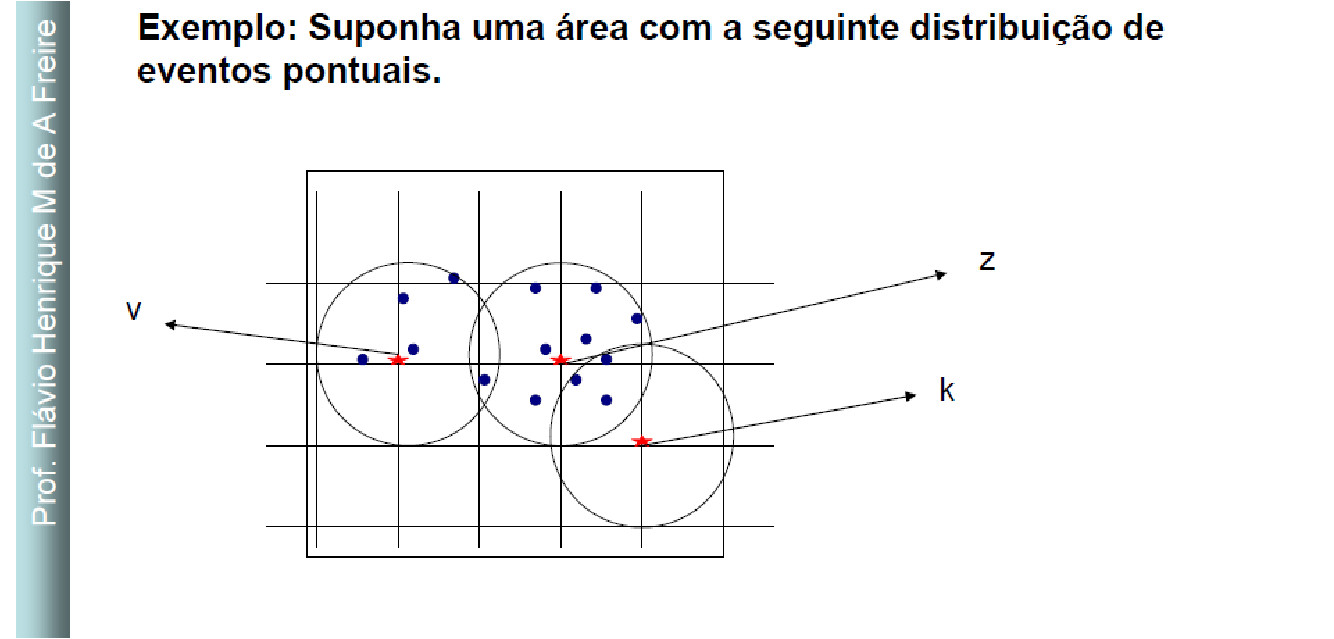 Exemplo: Suponha uma área com a seguinte distribuição de
eventos pontuais.
Prof. Flávio Henrique M de A Freire
z
v
k